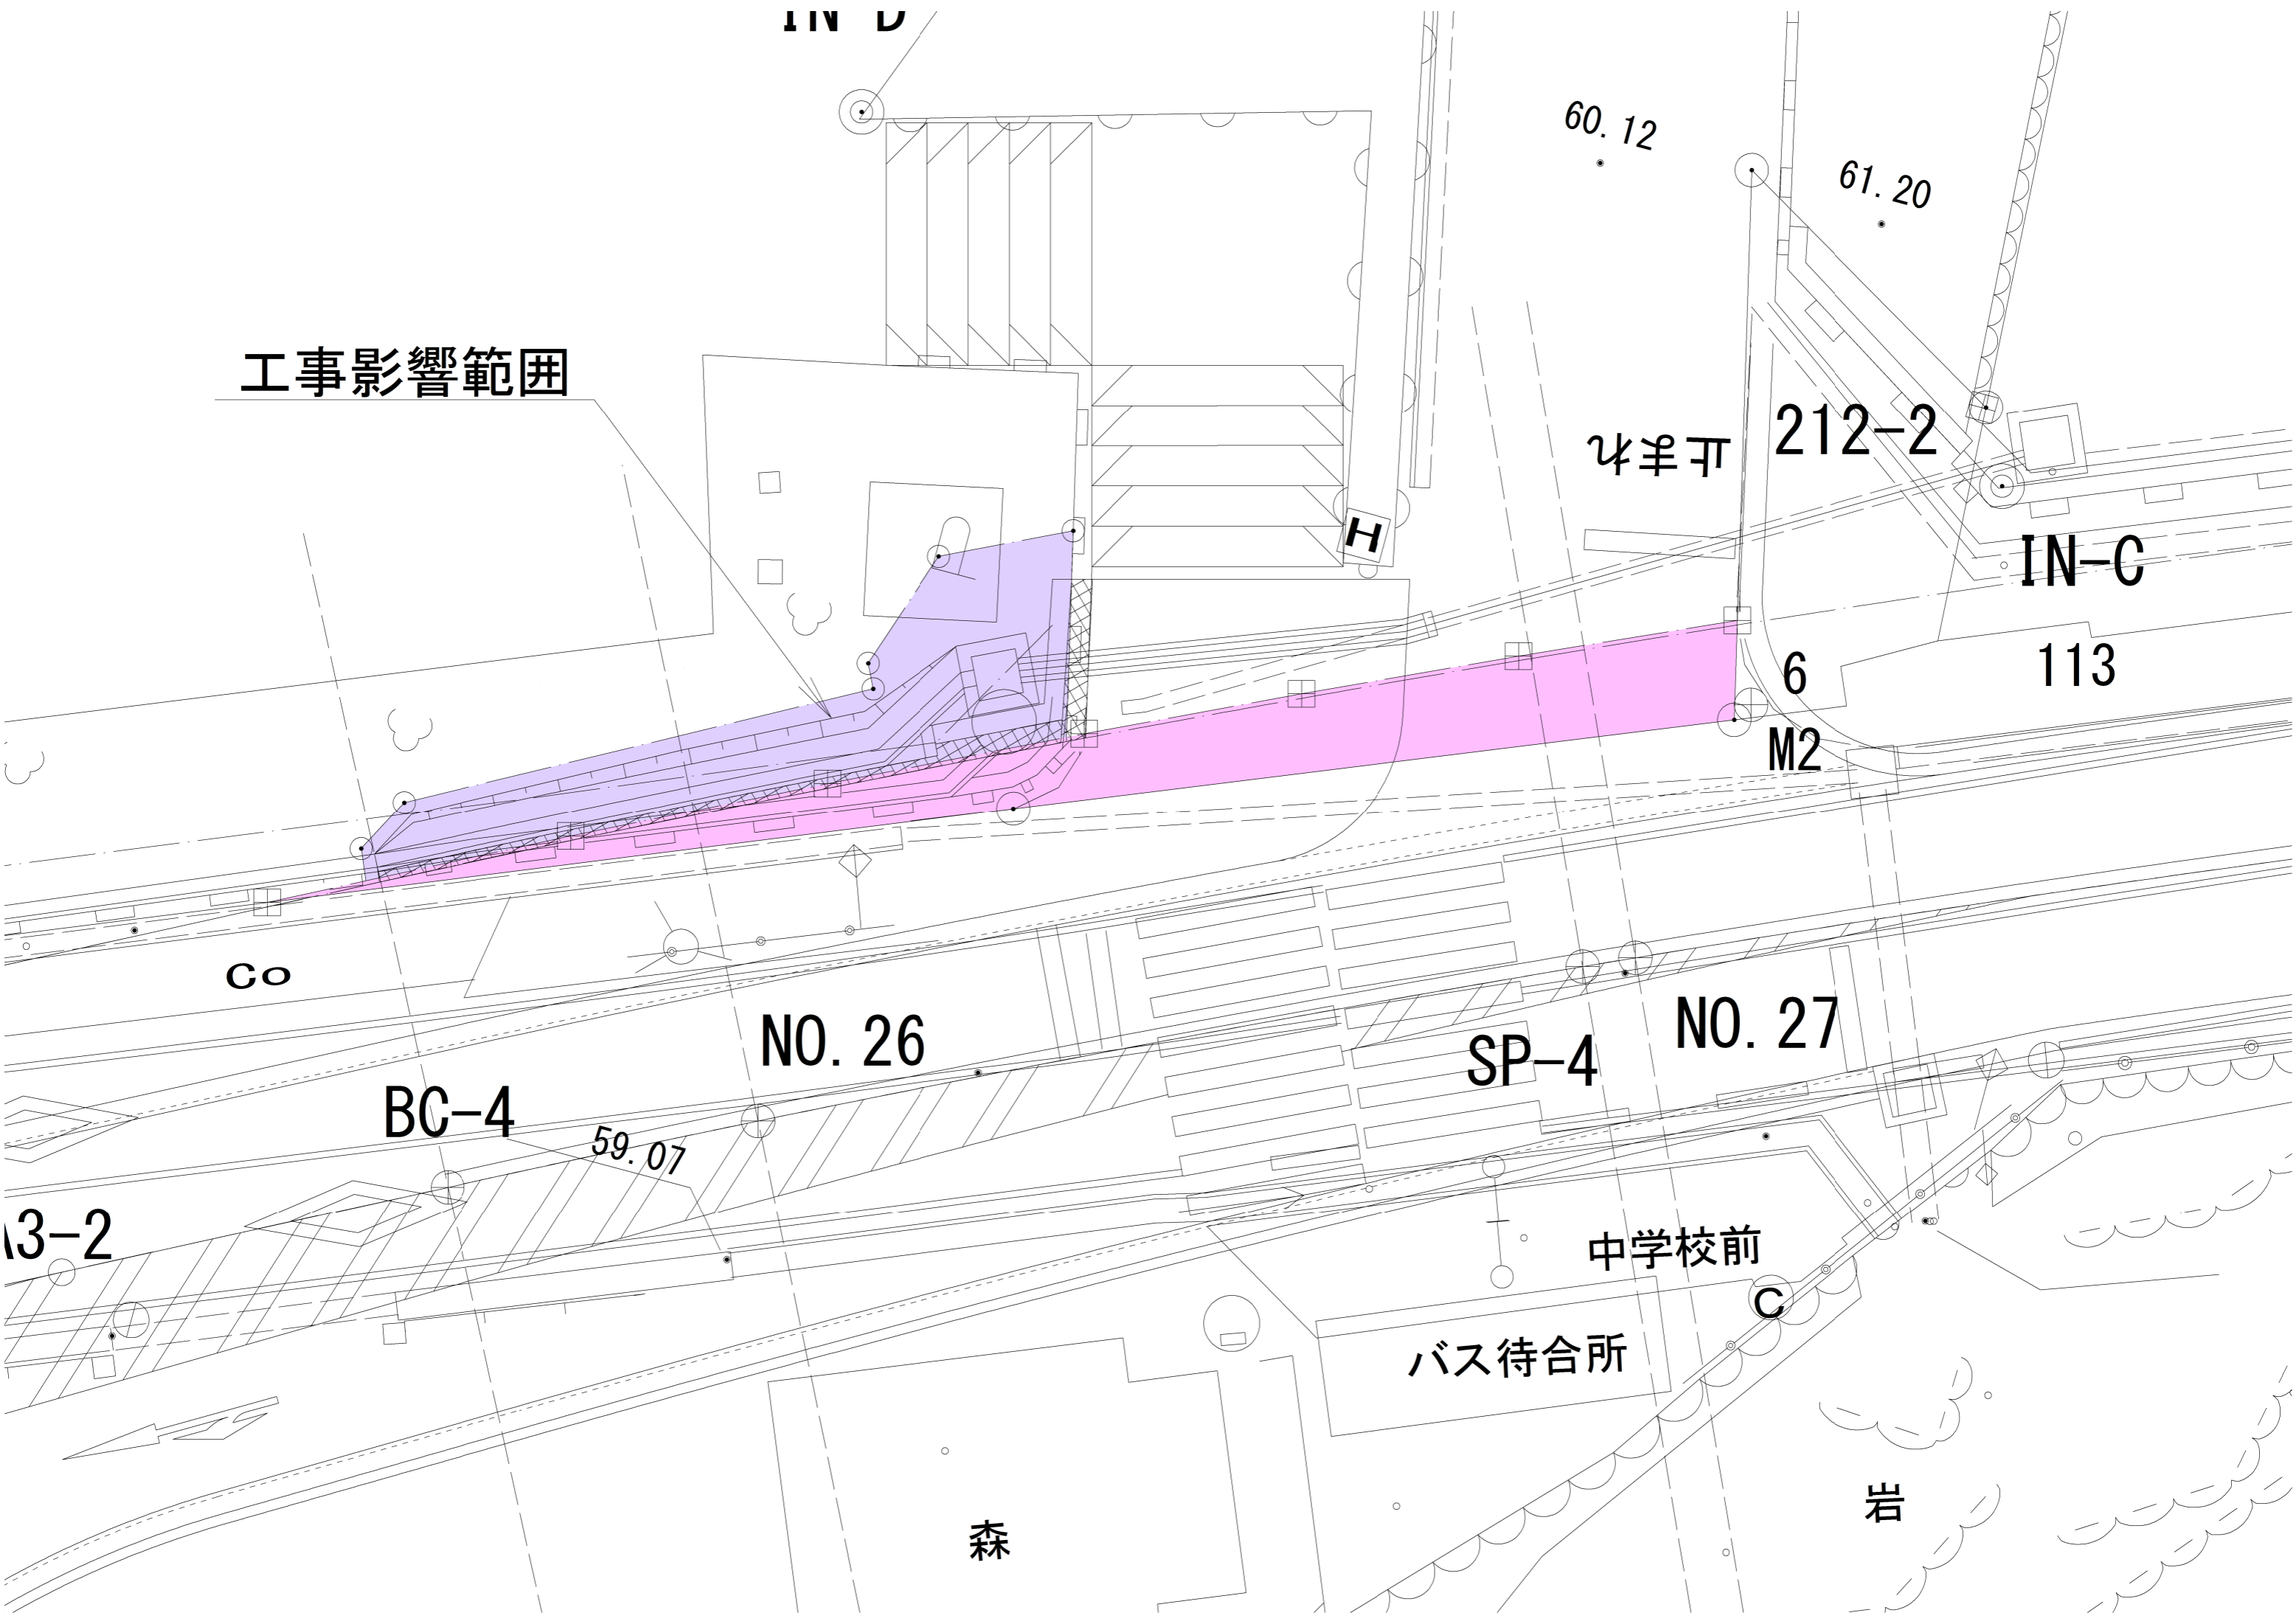 60.12
61.20
工事影響範囲
止まれ
212-2
H
IN-C
6
113
M2
Co
NO.26
NO.27
SP-4
BC-4
59.07
A3-2
中学校前
C
バス待合所
岩
森